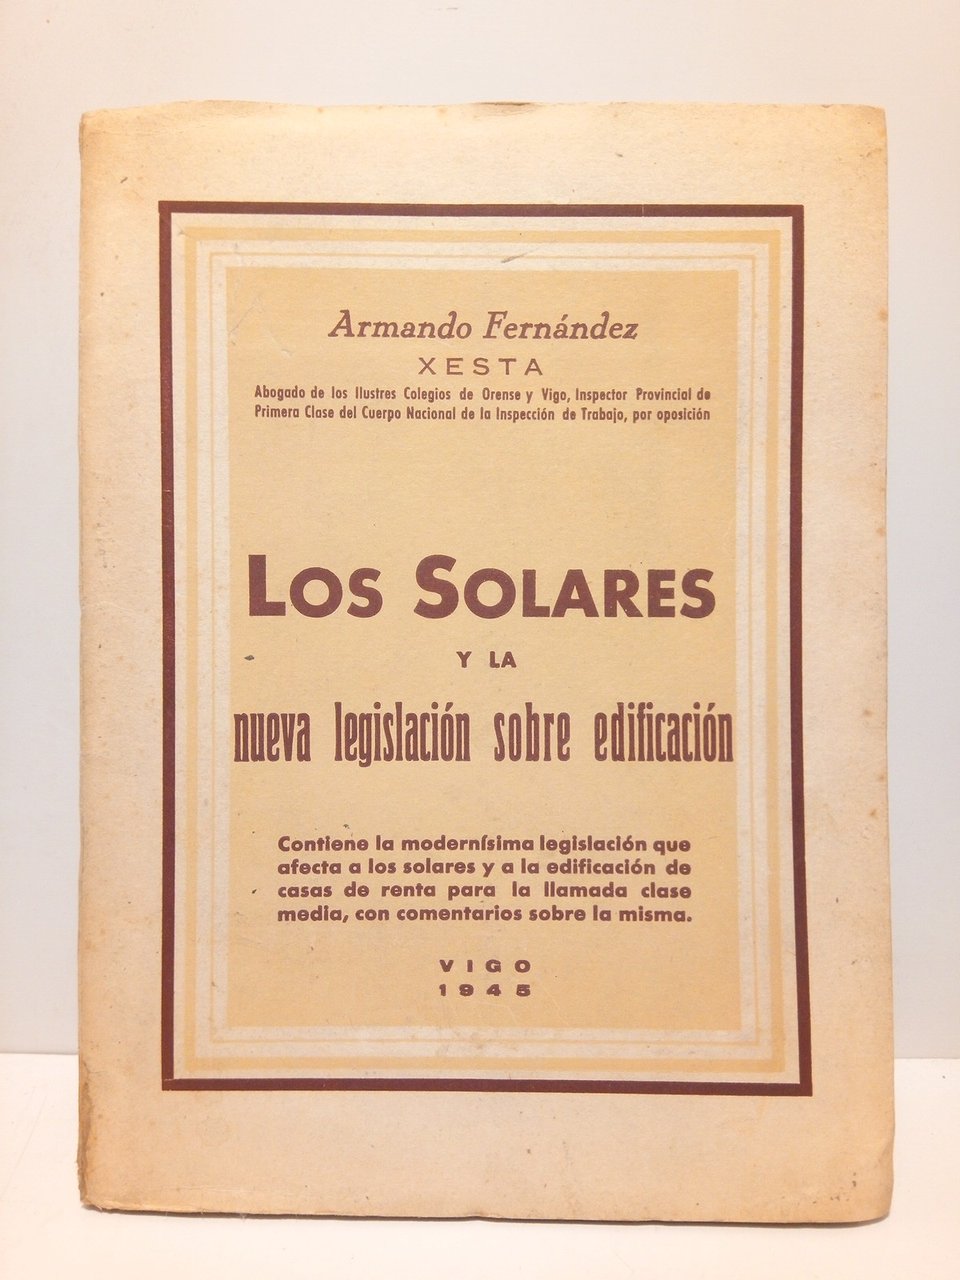 Armando Fernández
XESTA
Abogado de los Ilustres Colegios de Orense y Vigo, Inspector Provincial de
Primera Clase del Cuerpo Nacional de la Inspección de Trabajo, por oposición
LOS SOLARES
Y LA
nueva legislación sobre edificación
Contiene la modernísima legislación que
afecta a los solares y a la edificación de
casas de renta para la llamada clase
media, con comentarios sobre la misma.
VIGO
1945